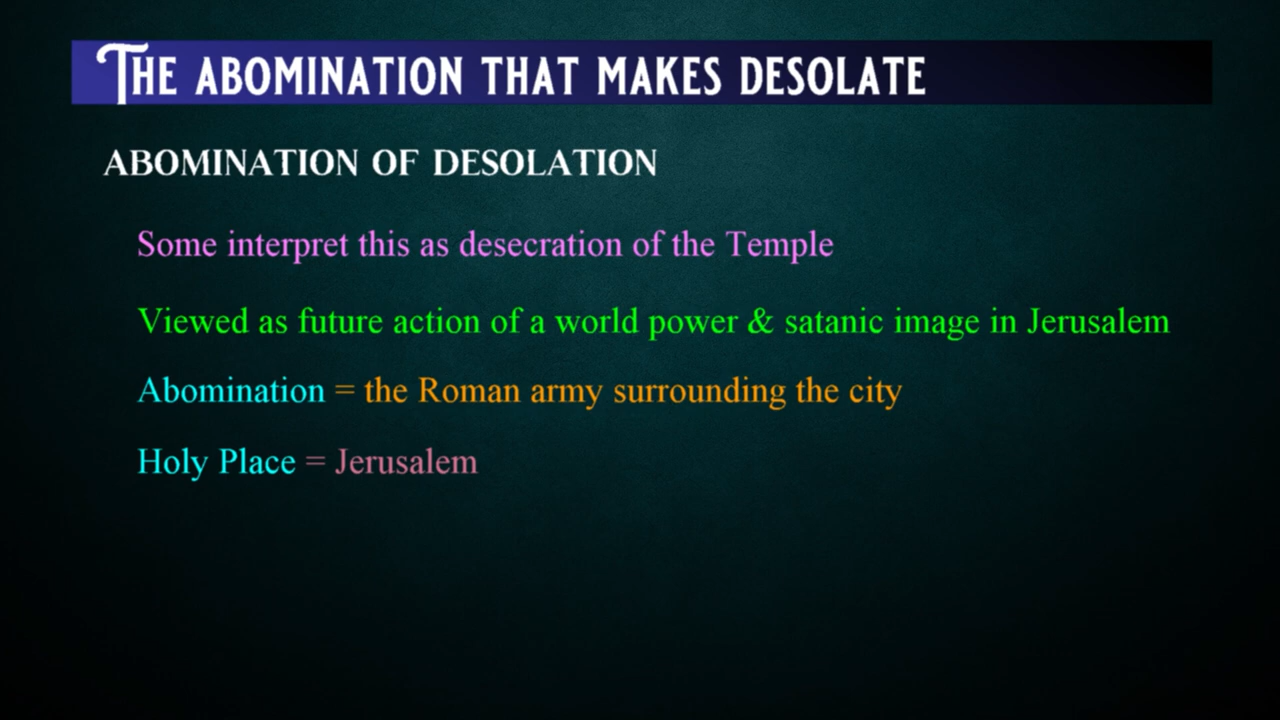 The abomination that makes desolate
ABOMINATION OF DESOLATION
Some interpret this as desecration of the Temple
Viewed as future action of a world power & satanic image in Jerusalem
Abomination = the Roman army surrounding the city
Holy Place = Jerusalem